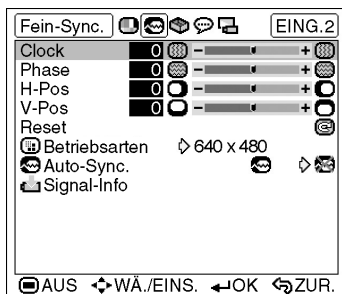 Fein-Sync. EING.2
Clock 0 - +
Phase 0 - +
H-Pos 0 - +
V-Pos 0 - +
Reset
Betriebsarten 640 x 480
Auto-Sync.
Signal-Info
AUS WÄ./EINS. OK ZUR.